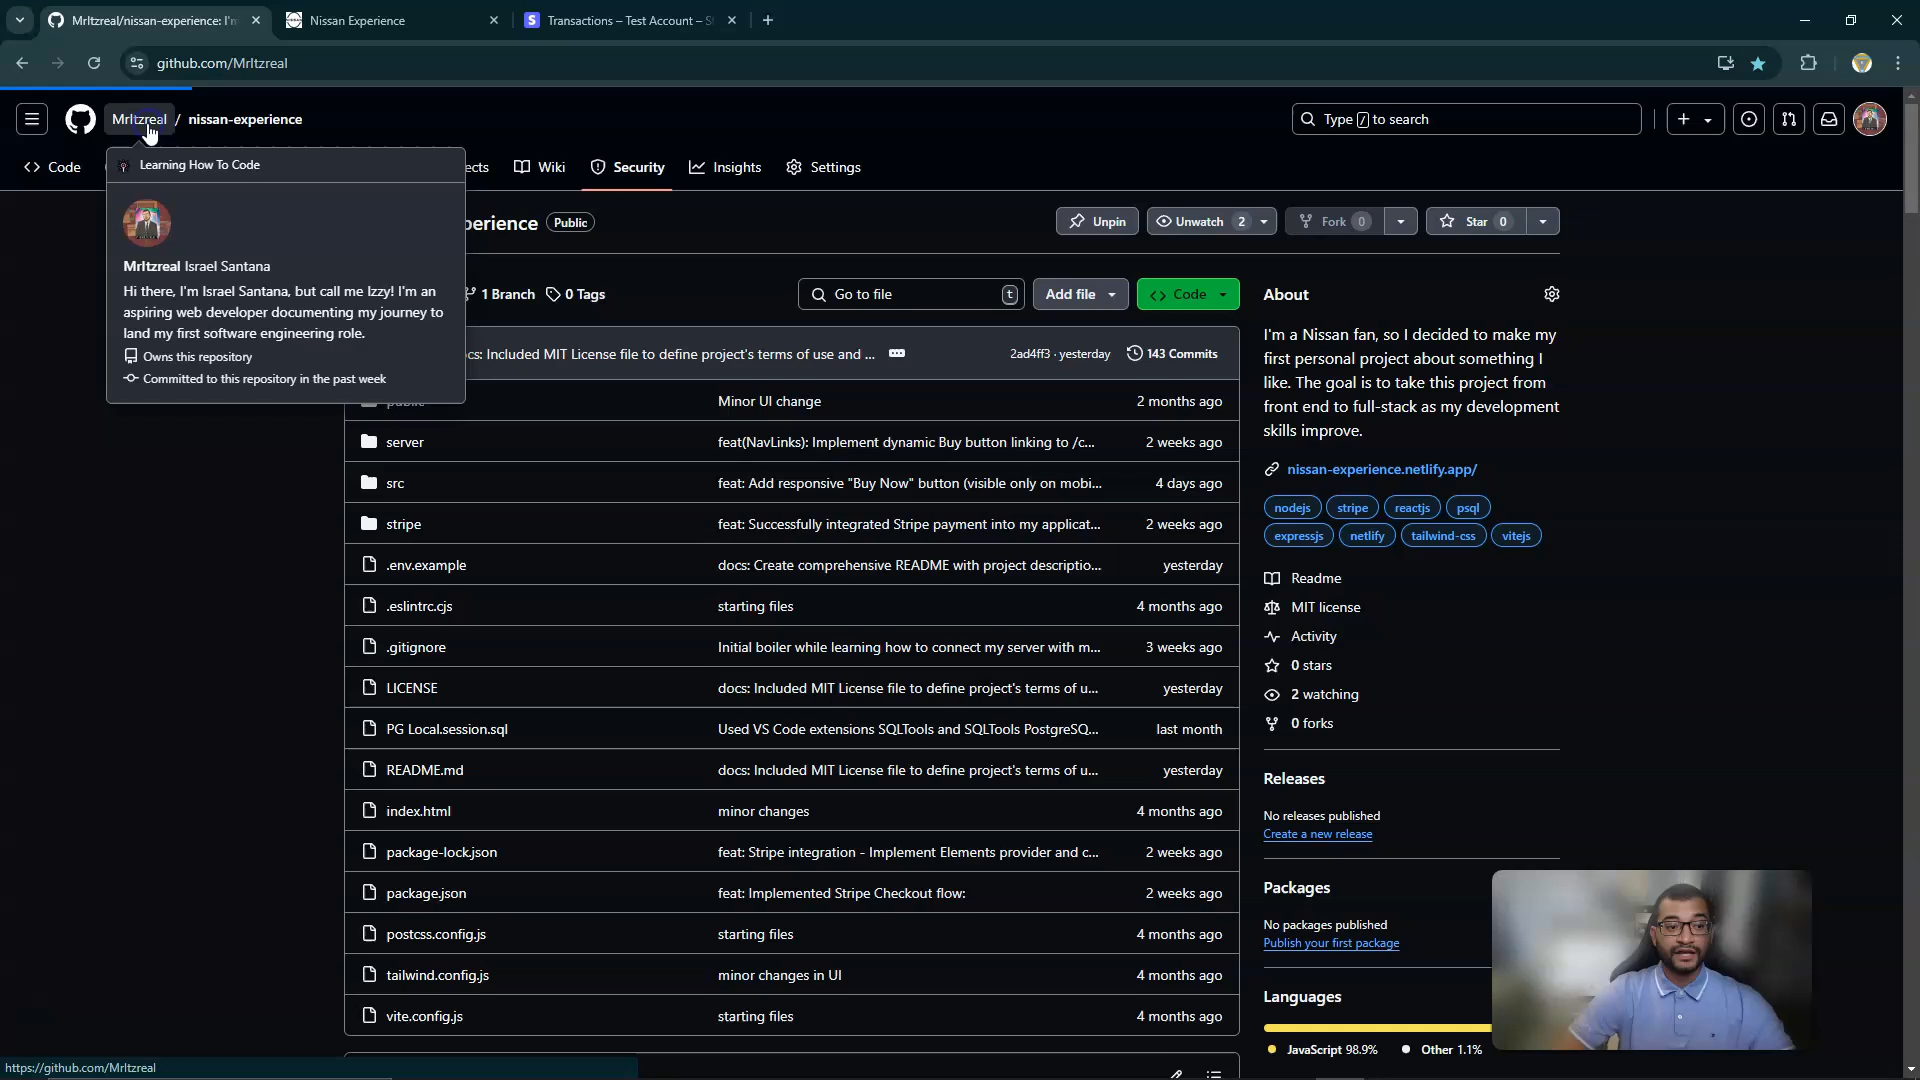 MrItzreal/nissan-experience: I'm
Nissan Experience
Transactions – Test Account – S
github.com/MrItzreal
MrItzreal / nissan-experience
Type / to search
Code
ects
Wiki
Security
Insights
Settings
Learning How To Code
MrItzreal Israel Santana
Hi there, I'm Israel Santana, but call me Izzy! I'm an
aspiring web developer documenting my journey to
land my first software engineering role.
Owns this repository
Committed to this repository in the past week
perience Public
Unpin
Unwatch 2
Fork 0
Star 0
1 Branch
0 Tags
Go to file t
Add file
Code
ocs: Included MIT License file to define project's terms of use and ...
2ad4ff3 · yesterday
143 Commits
public Minor UI change 2 months ago
server feat(NavLinks): Implement dynamic Buy button linking to /c... 2 weeks ago
src feat: Add responsive "Buy Now" button (visible only on mobi... 4 days ago
stripe feat: Successfully integrated Stripe payment into my applicat... 2 weeks ago
.env.example docs: Create comprehensive README with project descriptio... yesterday
.eslintrc.cjs starting files 4 months ago
.gitignore Initial boiler while learning how to connect my server with m... 3 weeks ago
LICENSE docs: Included MIT License file to define project's terms of u... yesterday
PG Local.session.sql Used VS Code extensions SQLTools and SQLTools PostgreSQ... last month
README.md docs: Included MIT License file to define project's terms of u... yesterday
index.html minor changes 4 months ago
package-lock.json feat: Stripe integration - Implement Elements provider and c... 2 weeks ago
package.json feat: Implemented Stripe Checkout flow: 2 weeks ago
postcss.config.js starting files 4 months ago
tailwind.config.js minor changes in UI 4 months ago
vite.config.js starting files 4 months ago
About
I'm a Nissan fan, so I decided to make my
first personal project about something I
like. The goal is to take this project from
front end to full-stack as my development
skills improve.
nissan-experience.netlify.app/
nodejs stripe reactjs psql
expressjs netlify tailwind-css vitejs
Readme
MIT license
Activity
0 stars
2 watching
0 forks
Releases
No releases published
Create a new release
Packages
No packages published
Publish your first package
Languages
JavaScript 98.9% Other 1.1%
https://github.com/MrItzreal